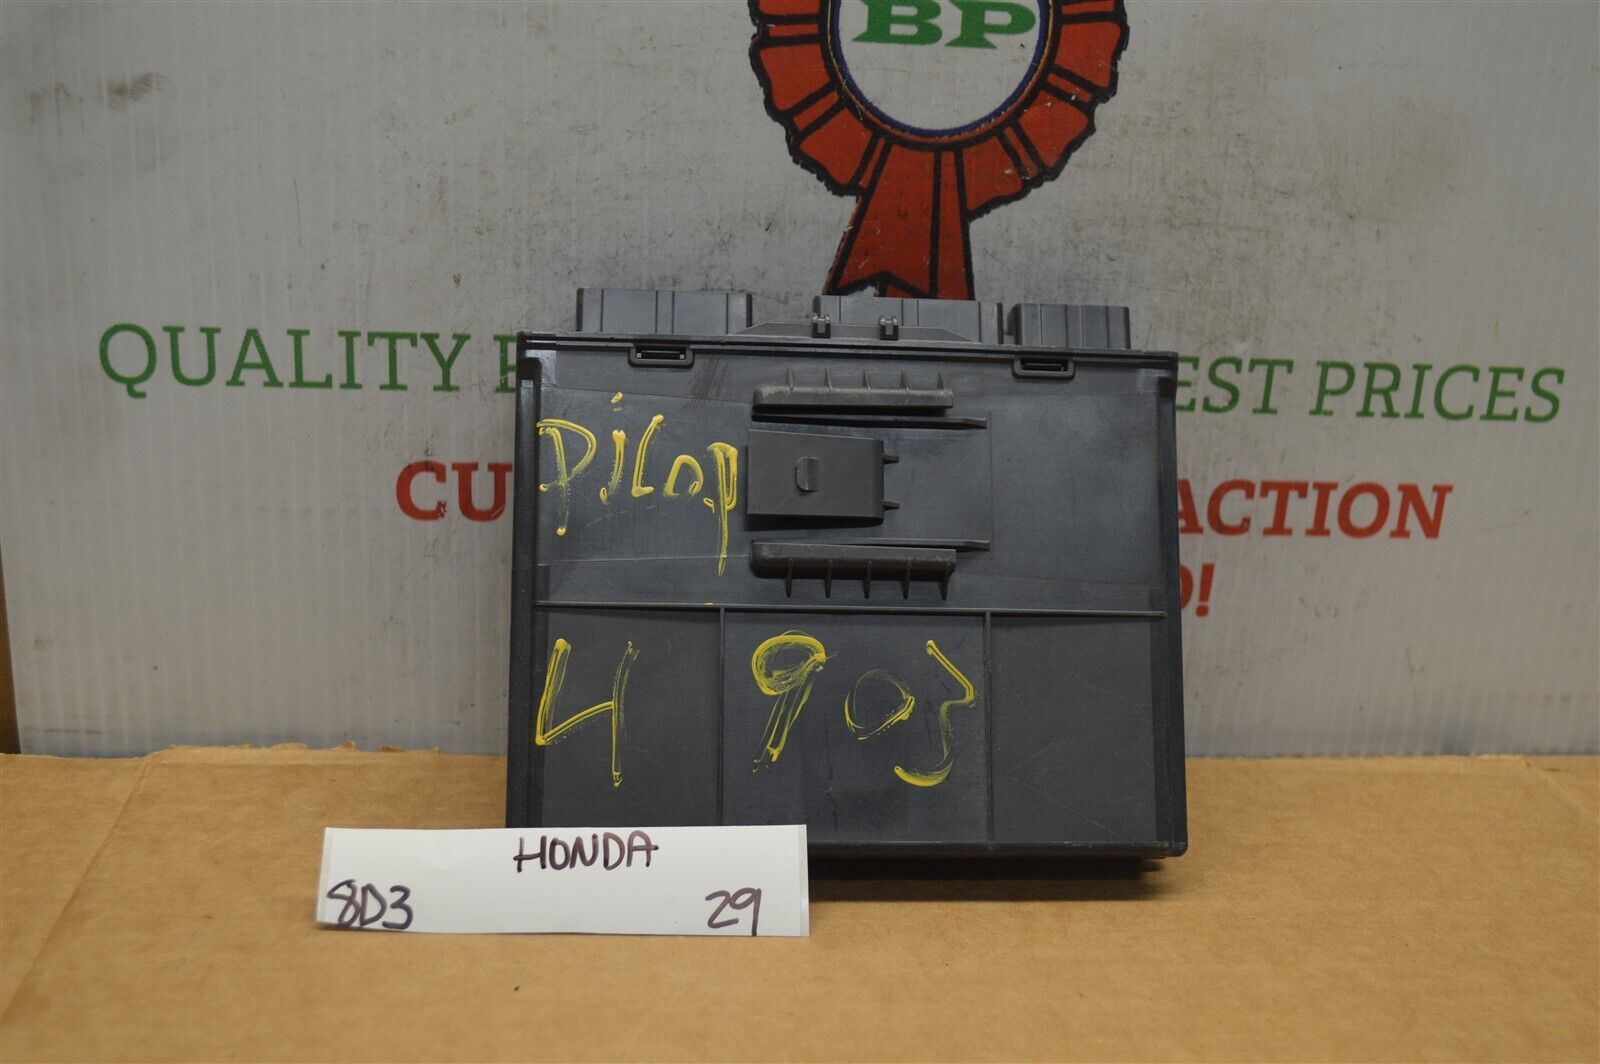 BP
QUALITY EST PRICES
CU ACTION
!
piLop
4 903
HONDA
8D3 29